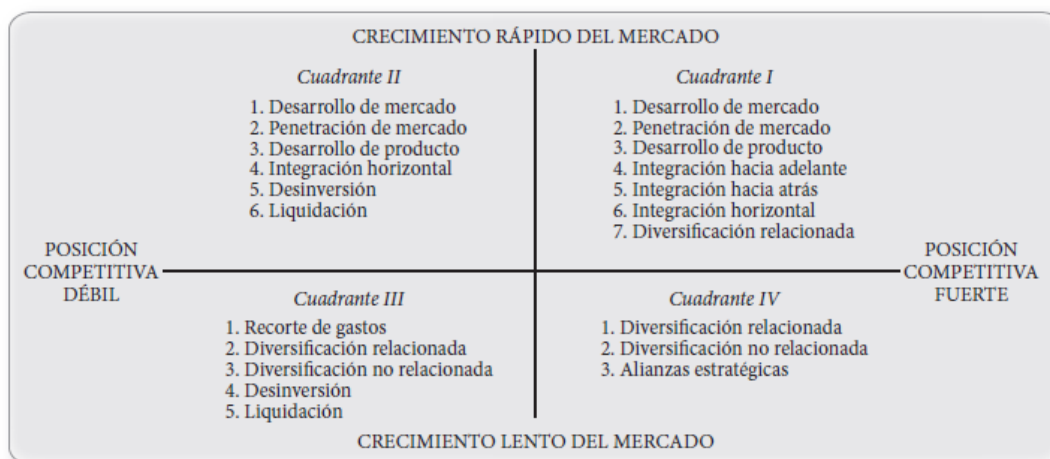 CRECIMIENTO RÁPIDO DEL MERCADO
Cuadrante II
1. Desarrollo de mercado
2. Penetración de mercado
3. Desarrollo de producto
4. Integración horizontal
5. Desinversión
6. Liquidación
Cuadrante I
1. Desarrollo de mercado
2. Penetración de mercado
3. Desarrollo de producto
4. Integración hacia adelante
5. Integración hacia atrás
6. Integración horizontal
7. Diversificación relacionada
POSICIÓN
COMPETITIVA
DÉBIL
POSICIÓN
COMPETITIVA
FUERTE
Cuadrante III
1. Recorte de gastos
2. Diversificación relacionada
3. Diversificación no relacionada
4. Desinversión
5. Liquidación
Cuadrante IV
1. Diversificación relacionada
2. Diversificación no relacionada
3. Alianzas estratégicas
CRECIMIENTO LENTO DEL MERCADO